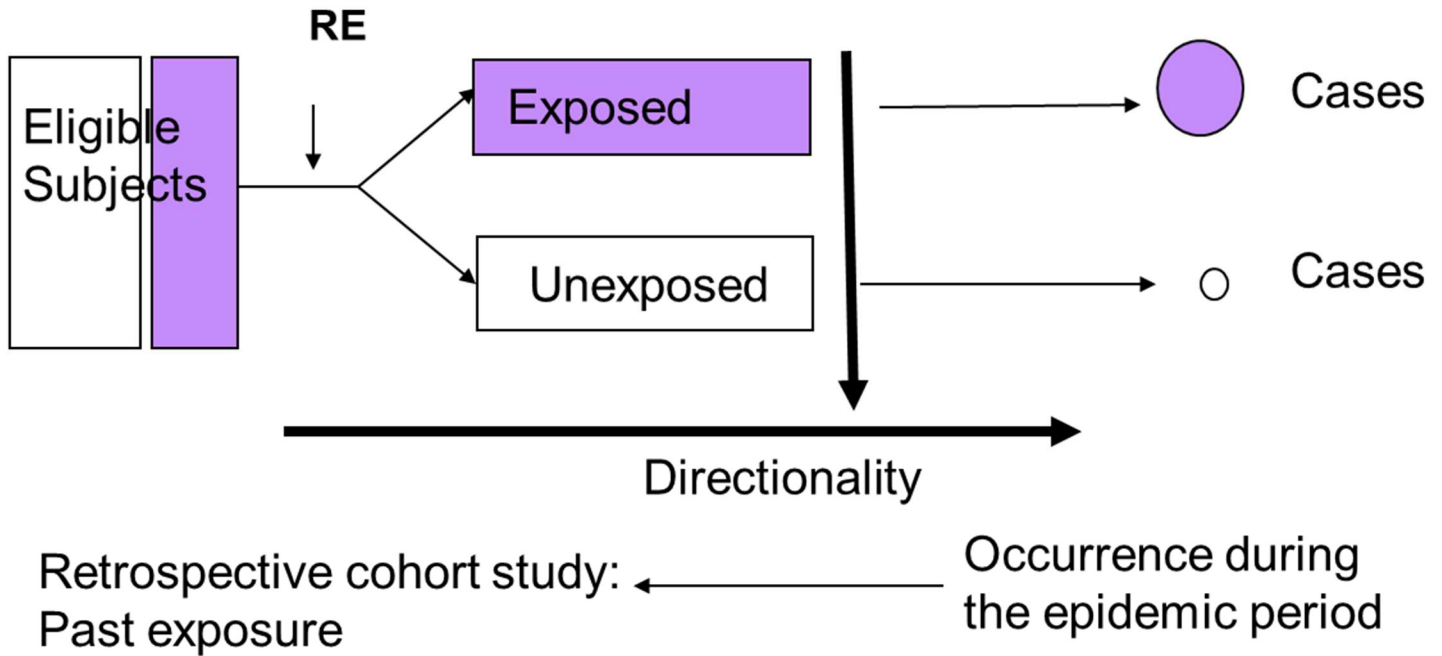 RE
Eligible
Subjects
Exposed
Unexposed
Cases
Cases
Directionality
Retrospective cohort study:
Past exposure
Occurrence during
the epidemic period